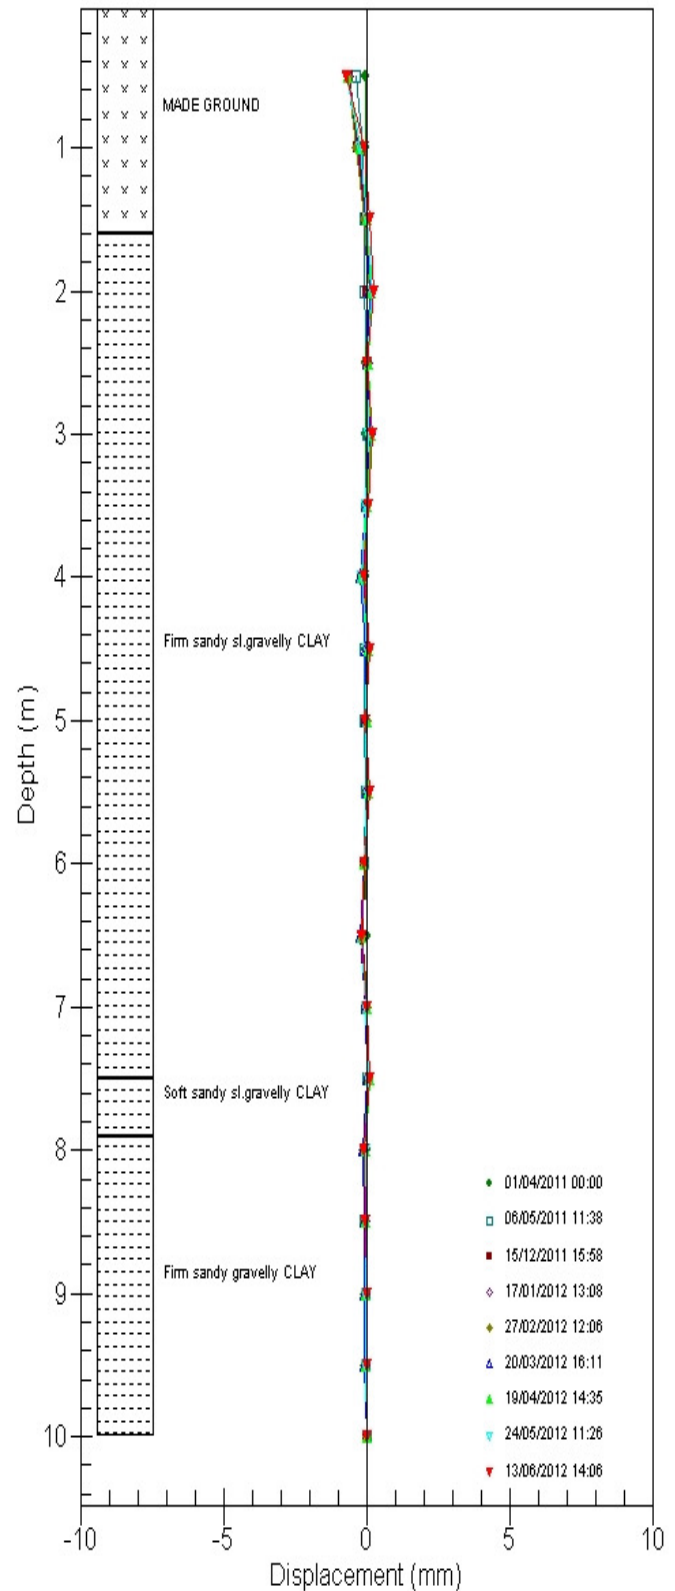 MADE GROUND
1
2
3
4
Firm sandy sl.gravelly CLAY
Depth (m)
5
6
7
Soft sandy sl.gravelly CLAY
8
01/04/2011 00:00
06/05/2011 11:38
15/12/2011 15:58
Firm sandy gravelly CLAY
9
17/01/2012 13:08
27/02/2012 12:06
20/03/2012 16:11
19/04/2012 14:35
24/05/2012 11:26
10
13/06/2012 14:06
-10 -5 0 5 10
Displacement (mm)